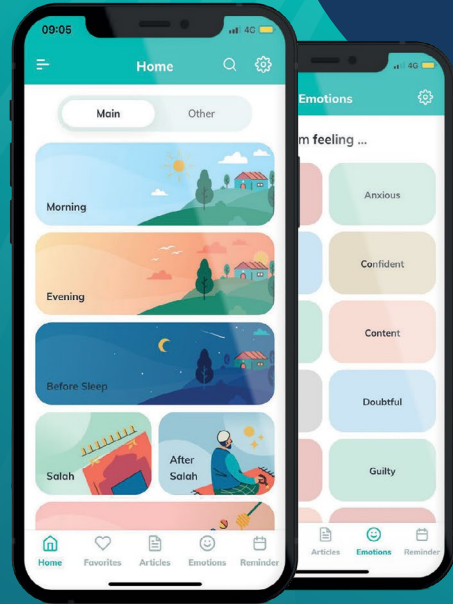 09:05
4G
Home
Main
Other
Morning
Evening
Before Sleep
Salah
After
Salah
Home
Favorites
Articles
Emotions
Reminder
4G
Emotions
m feeling ...
Anxious
Confident
Content
Doubtful
Guilty
Articles
Emotions
Reminder